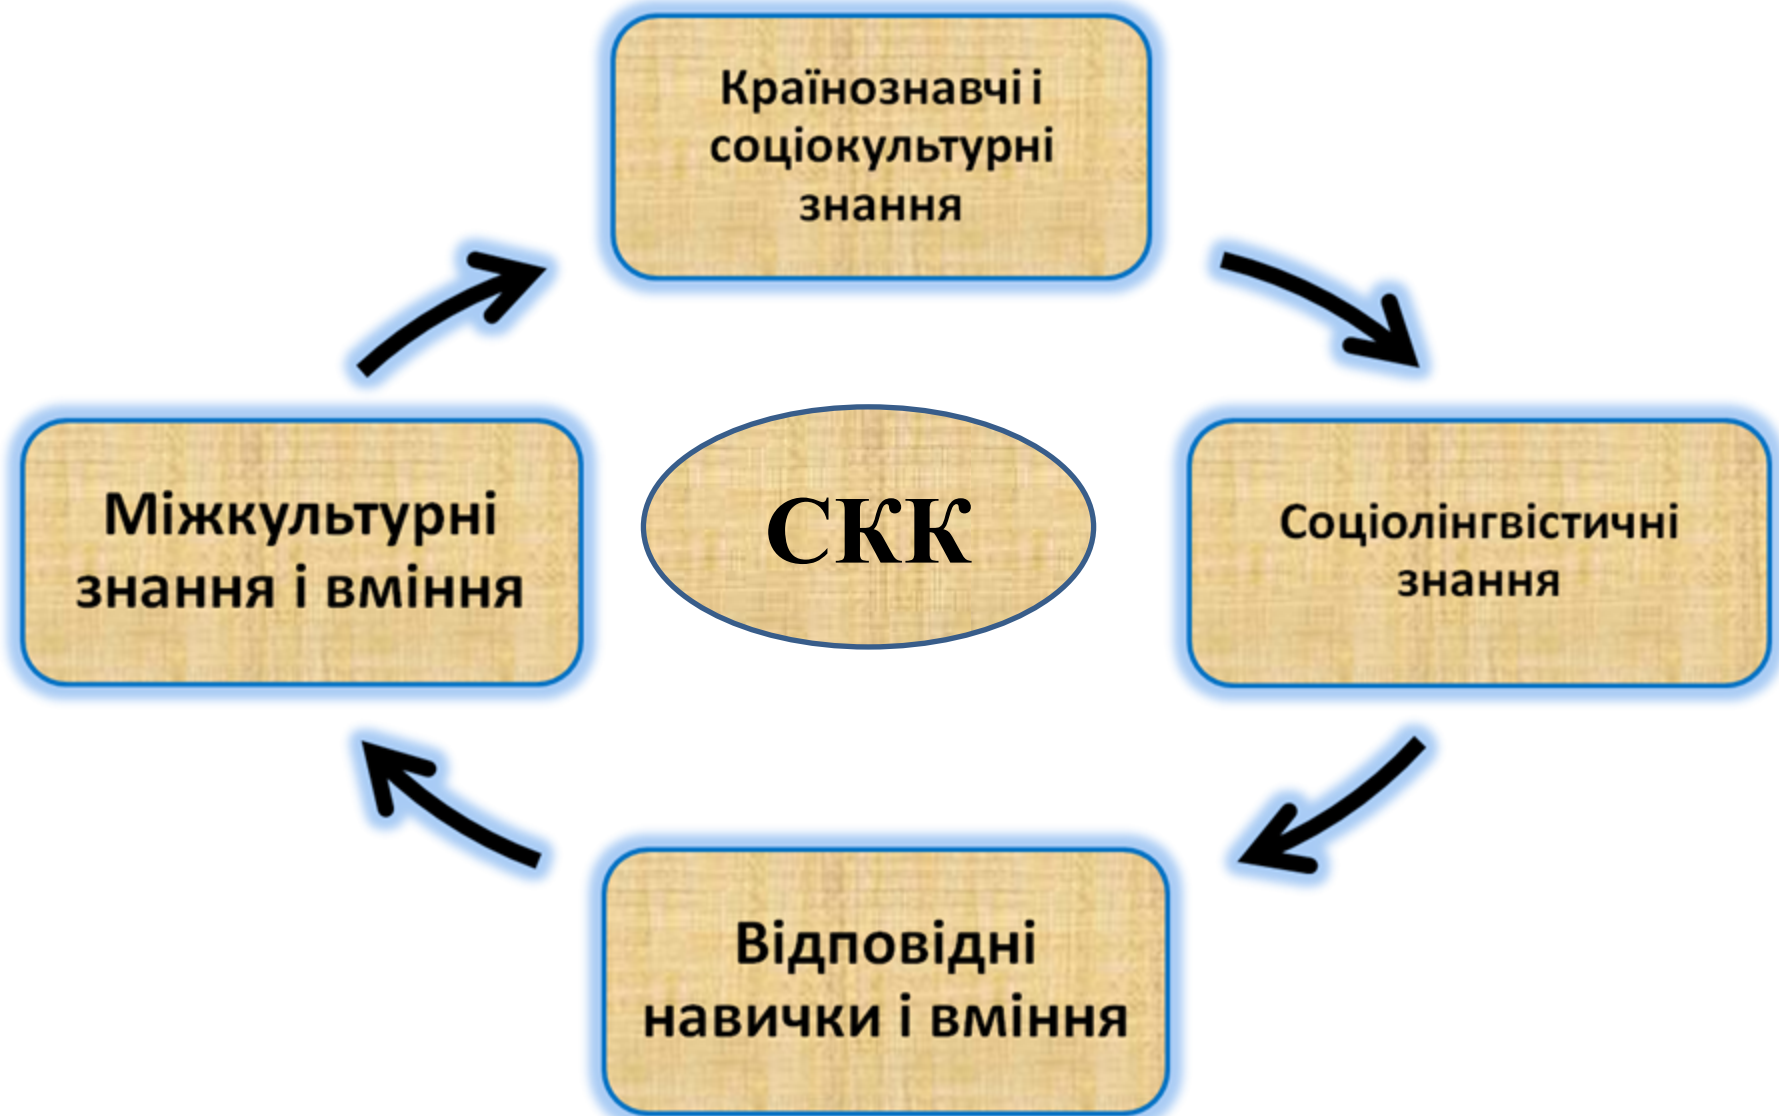 Країнознавчі і
соціокультурні
знання
Міжкультурні
знання і вміння
СКК
Соціолінгвістичні
знання
Відповідні
навички і вміння